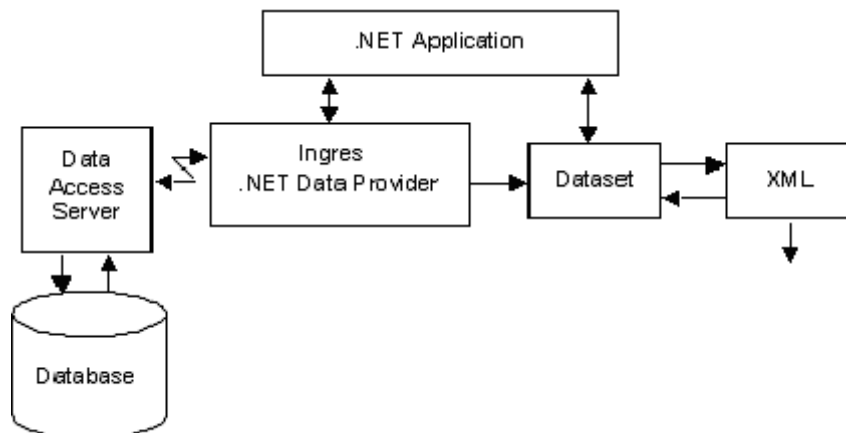 .NET Application
Data
Access
Server
Ingres
.NET Data Provider
Dataset
XML
Database